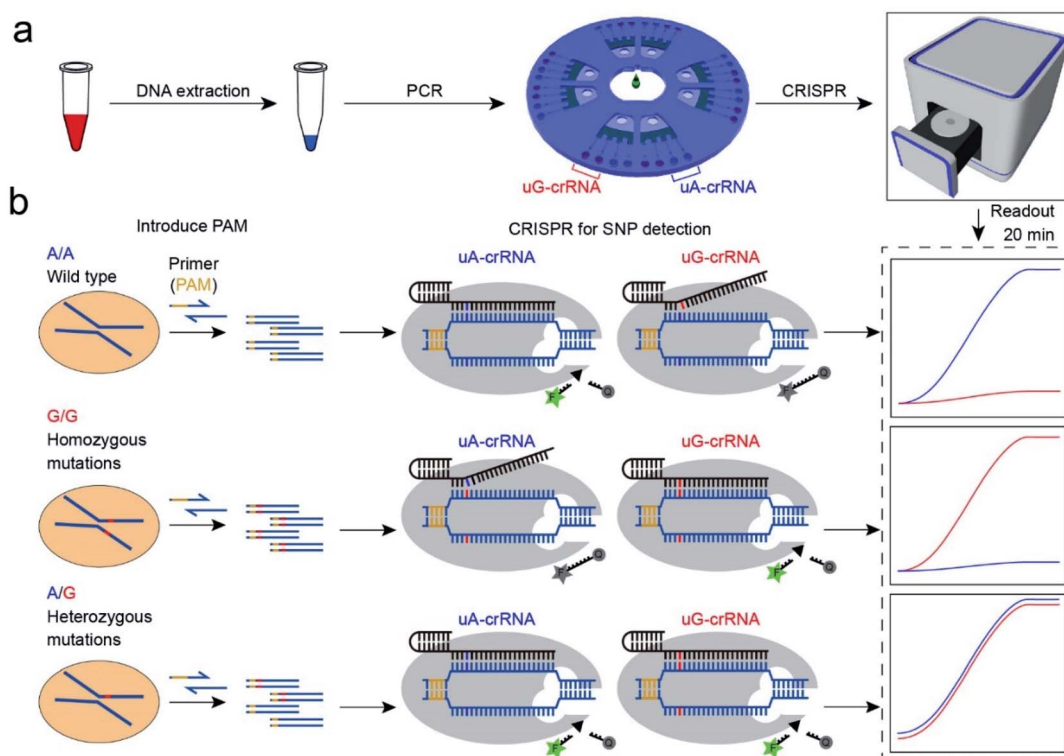 a
DNA extraction
PCR
CRISPR
uG-crRNA
uA-crRNA
Readout
20 min
b
Introduce PAM
CRISPR for SNP detection
A/A
Wild type
Primer
(PAM)
uA-crRNA
uG-crRNA
F
Q
F
Q
G/G
Homozygous
mutations
uA-crRNA
uG-crRNA
F
Q
F
Q
A/G
Heterozygous
mutations
uA-crRNA
uG-crRNA
F
Q
F
Q